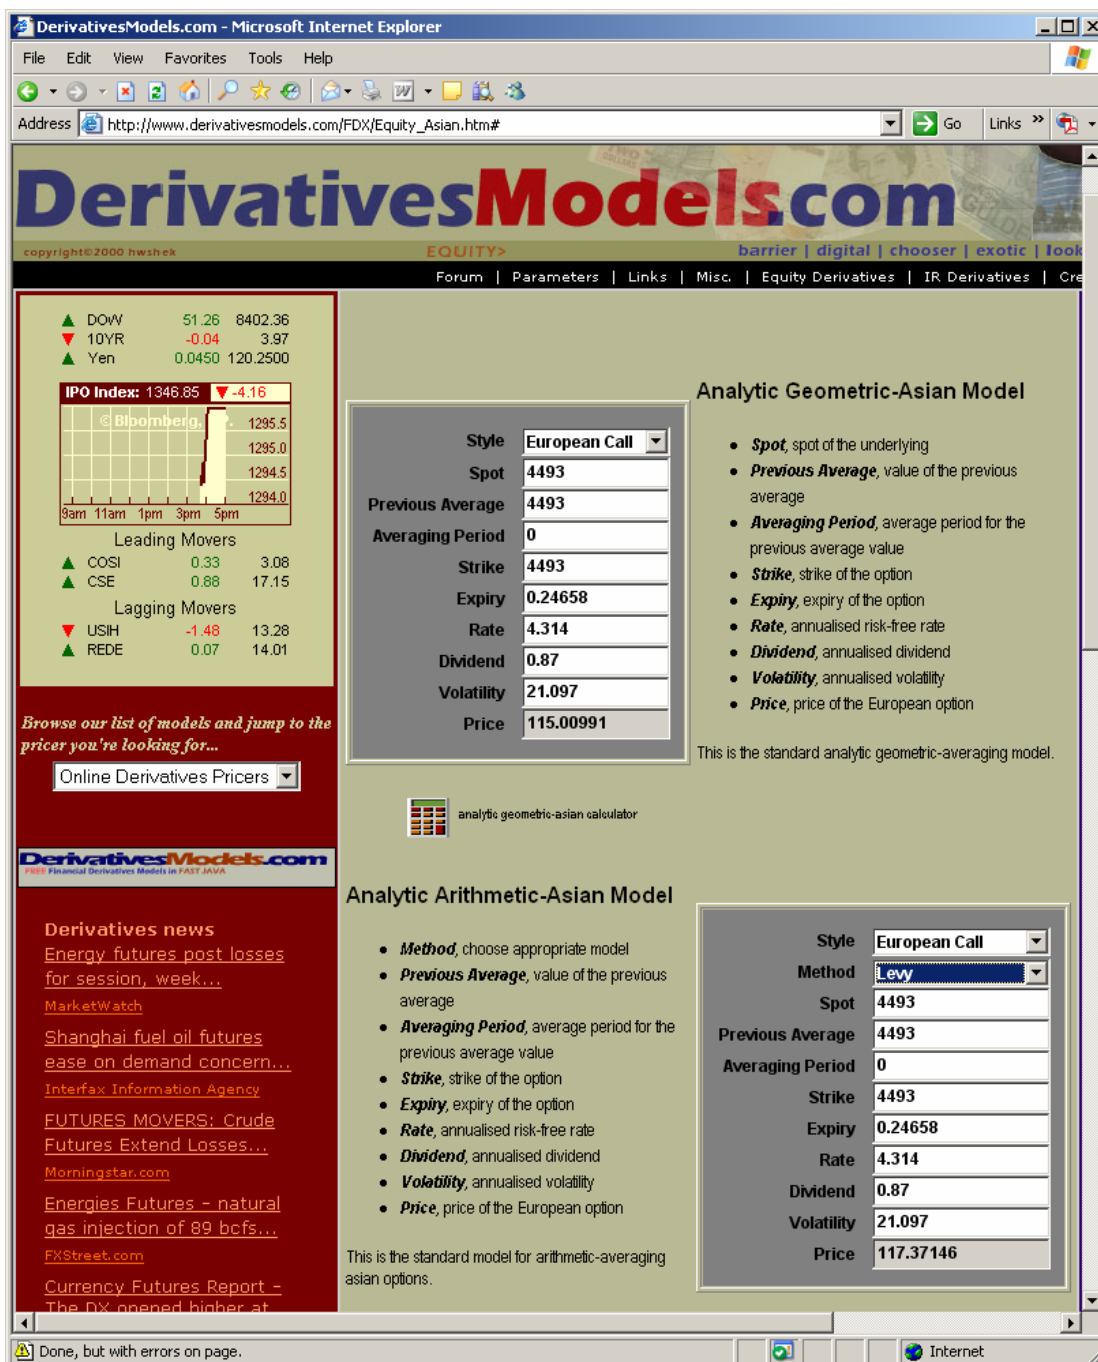 DerivativesModels.com - Microsoft Internet Explorer
File Edit View Favorites Tools Help
Address http://www.derivativesmodels.com/FDX/Equity_Asian.htm# Go Links »
DerivativesModels.com
copyright©2000 hwshek EQUITY> barrier | digital | chooser | exotic | look
Forum | Parameters | Links | Misc. | Equity Derivatives | IR Derivatives | Cre
DOW 51.26 8402.36
10YR -0.04 3.97
Yen 0.0450 120.2500
IPO Index: 1346.85 -4.16
© Bloomberg, P.
1295.5
1295.0
1294.5
1294.0
9am 11am 1pm 3pm 5pm
Leading Movers
COSI 0.33 3.08
CSE 0.88 17.15
Lagging Movers
USIH -1.48 13.28
REDE 0.07 14.01
Browse our list of models and jump to the
pricer you're looking for...
Online Derivatives Pricers
DerivativesModels.com
FREE Financial Derivatives Models in FAST JAVA
Derivatives news
Energy futures post losses
for session, week...
MarketWatch
Shanghai fuel oil futures
ease on demand concern...
Interfax Information Agency
FUTURES MOVERS: Crude
Futures Extend Losses...
Morningstar.com
Energies Futures - natural
gas injection of 89 bcfs...
FXStreet.com
Currency Futures Report -
The DX opened higher at
Style European Call
Spot 4493
Previous Average 4493
Averaging Period 0
Strike 4493
Expiry 0.24658
Rate 4.314
Dividend 0.87
Volatility 21.097
Price 115.00991
Analytic Geometric-Asian Model
• Spot, spot of the underlying
• Previous Average, value of the previous
average
• Averaging Period, average period for the
previous average value
• Strike, strike of the option
• Expiry, expiry of the option
• Rate, annualised risk-free rate
• Dividend, annualised dividend
• Volatility, annualised volatility
• Price, price of the European option
This is the standard analytic geometric-averaging model.
analytic geometric-asian calculator
Analytic Arithmetic-Asian Model
• Method, choose appropriate model
• Previous Average, value of the previous
average
• Averaging Period, average period for the
previous average value
• Strike, strike of the option
• Expiry, expiry of the option
• Rate, annualised risk-free rate
• Dividend, annualised dividend
• Volatility, annualised volatility
• Price, price of the European option
This is the standard model for arithmetic-averaging
asian options.
Style European Call
Method Levy
Spot 4493
Previous Average 4493
Averaging Period 0
Strike 4493
Expiry 0.24658
Rate 4.314
Dividend 0.87
Volatility 21.097
Price 117.37146
Done, but with errors on page. Internet